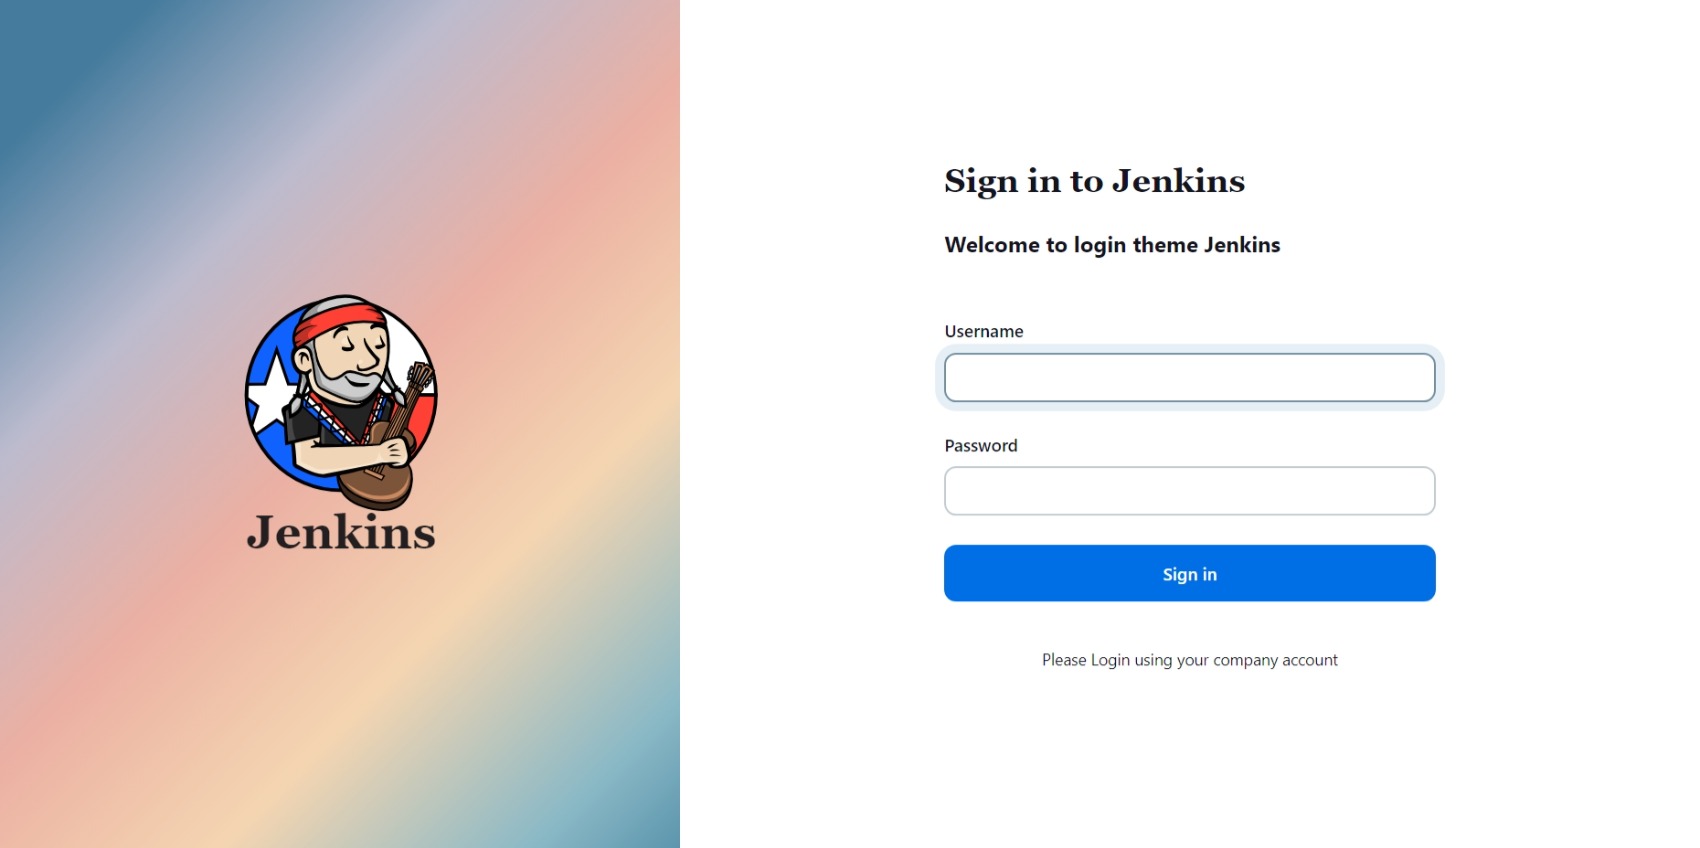 Jenkins
Sign in to Jenkins
Welcome to login theme Jenkins
Username
Password
Sign in
Please Login using your company account